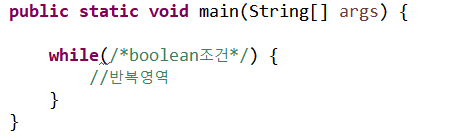 public static void main(String[] args) {
while(/*boolean조건*/) {
//반복영역
}
}